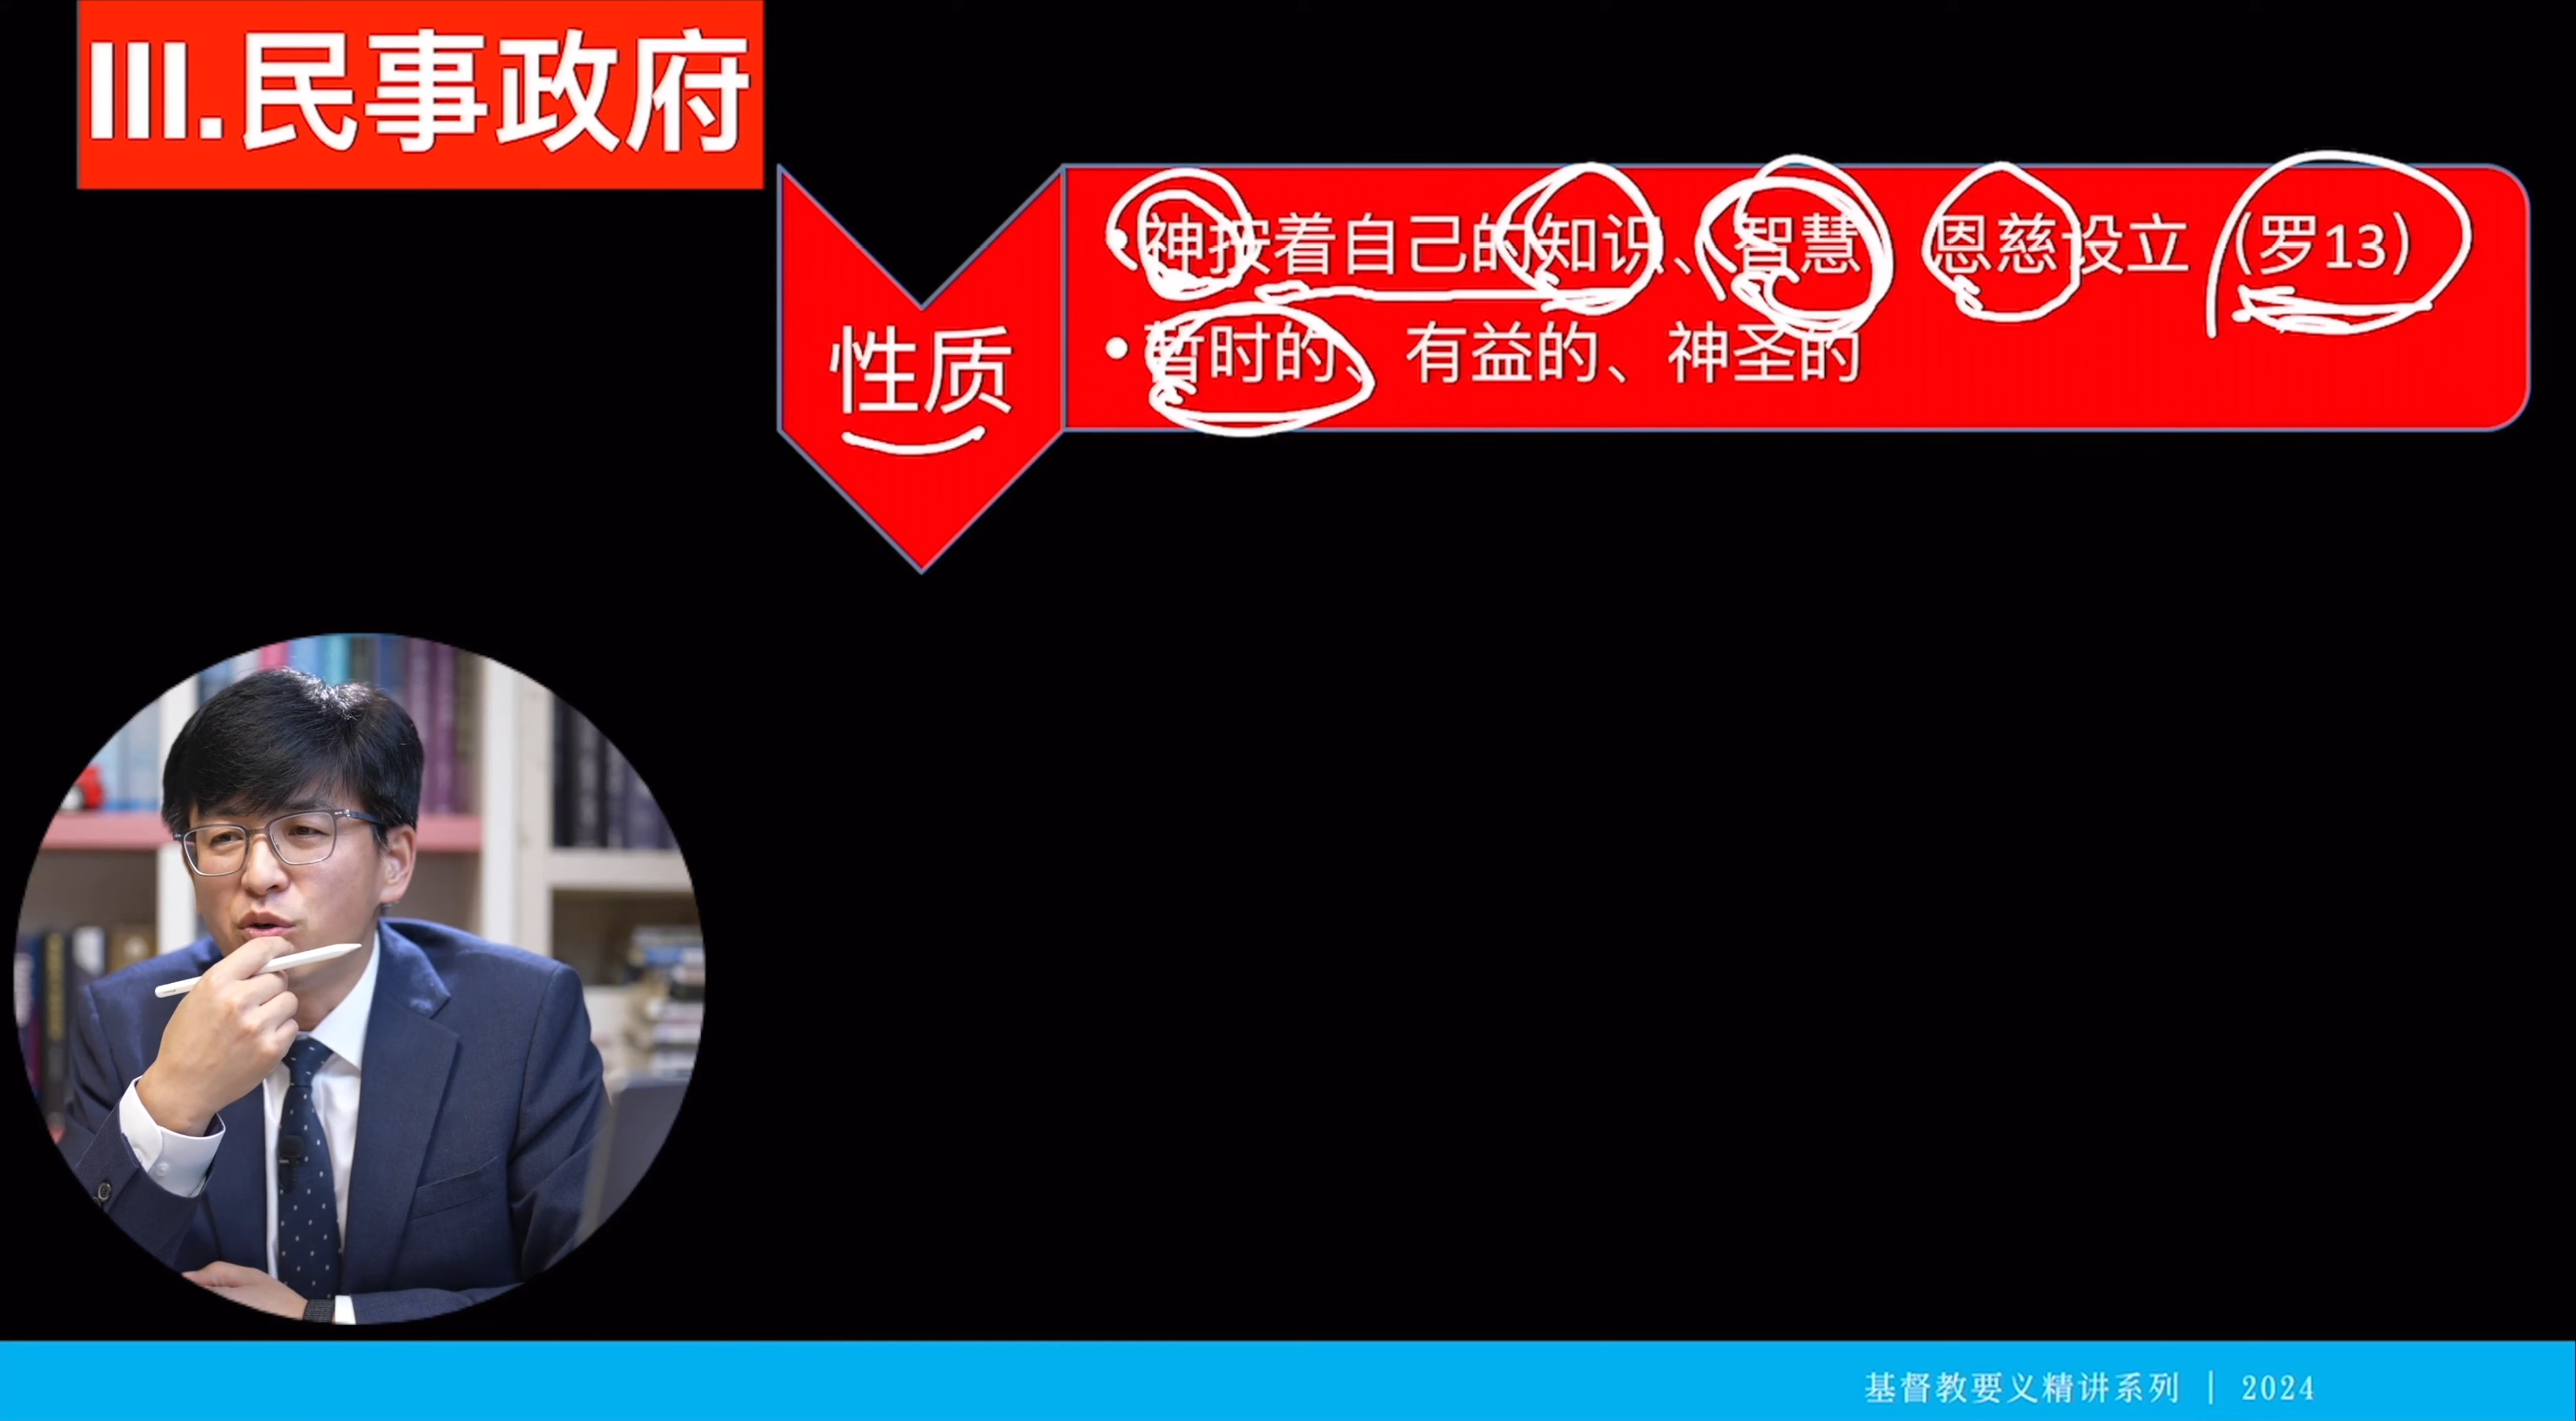 III.民事政府
• 神按着自己的知识、智慧、恩慈设立（罗13）
• 暂时的、有益的、神圣的
性质
基督教要义精讲系列 | 2024